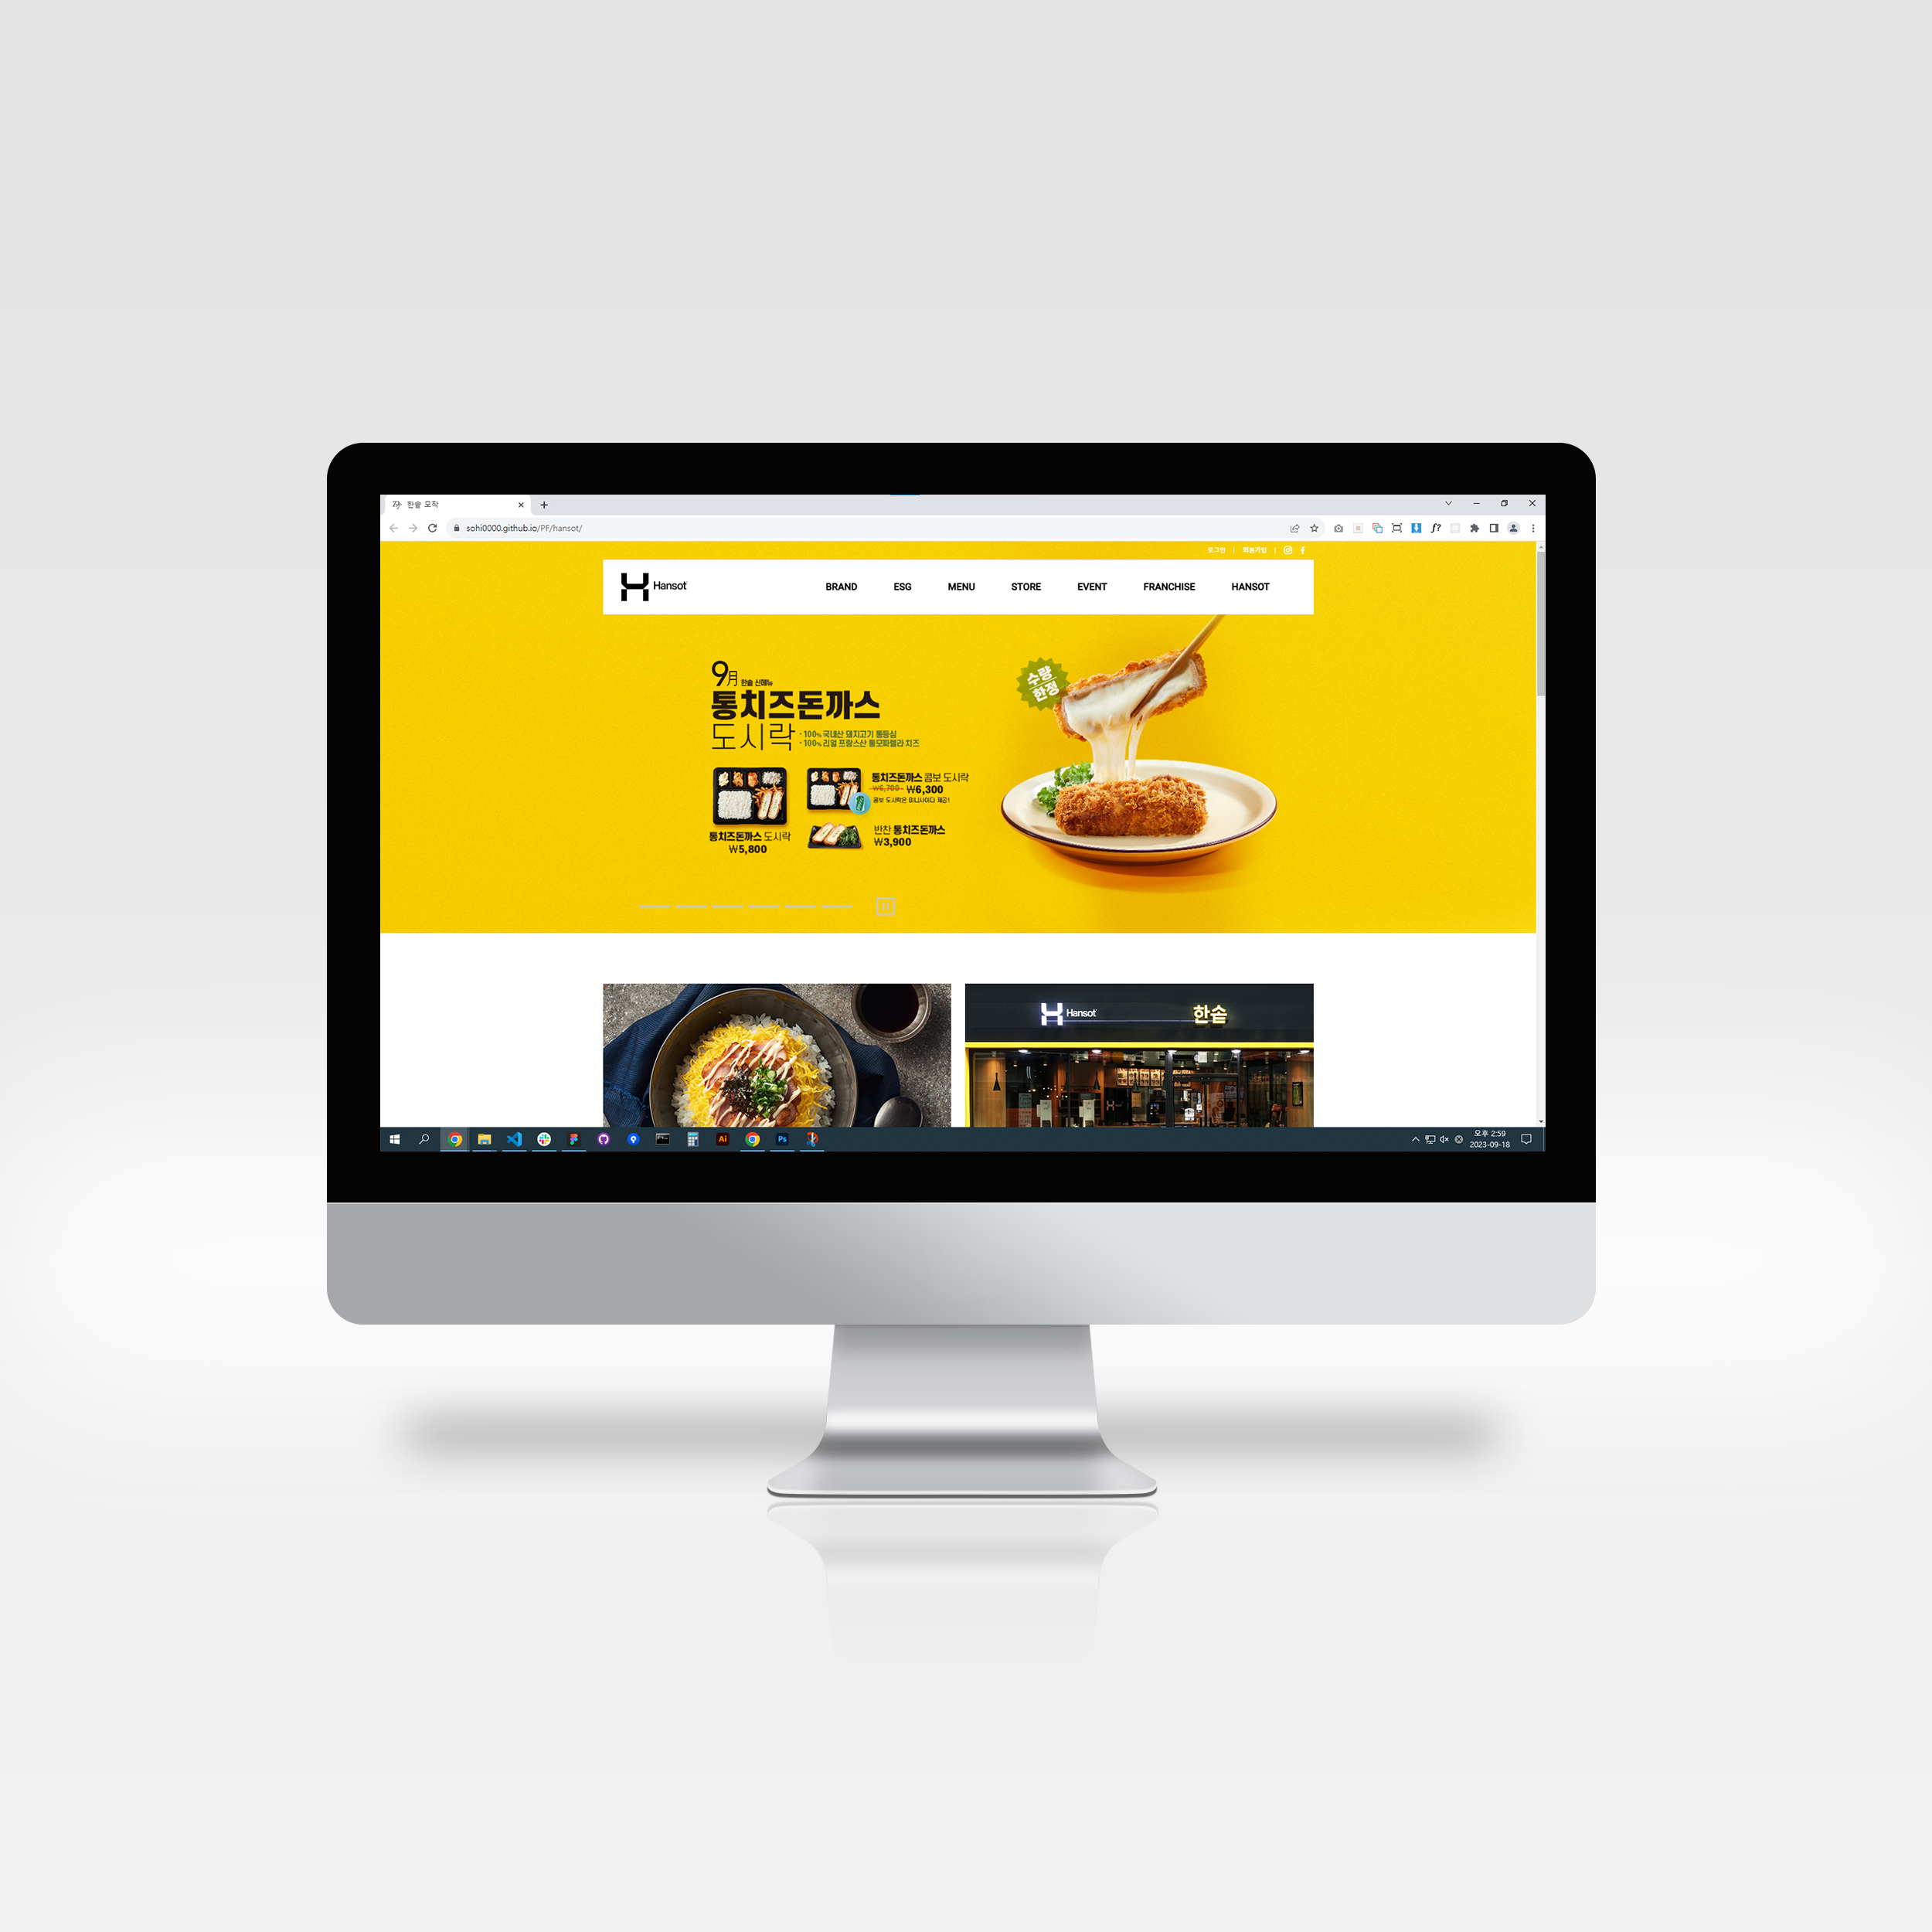 한솥 모작
sohi0000.github.io/PF/hansot/
로그인 | 회원가입 |
Hansot
BRAND ESG MENU STORE EVENT FRANCHISE HANSOT
9月 한솥 신메뉴
통치즈돈까스
도시락
· 100% 국내산 돼지고기 통등심
· 100% 리얼 프랑스산 통모짜렐라 치즈
수량
한정
통치즈돈까스 도시락
₩5,800
통치즈돈까스 콤보 도시락
₩6,700 ₩6,300
콤보 도시락은 미니사이다 제공!
반찬 통치즈돈까스
₩3,900
Hansot
한솥
f?
Ai
Ps
오후 2:59
2023-09-18